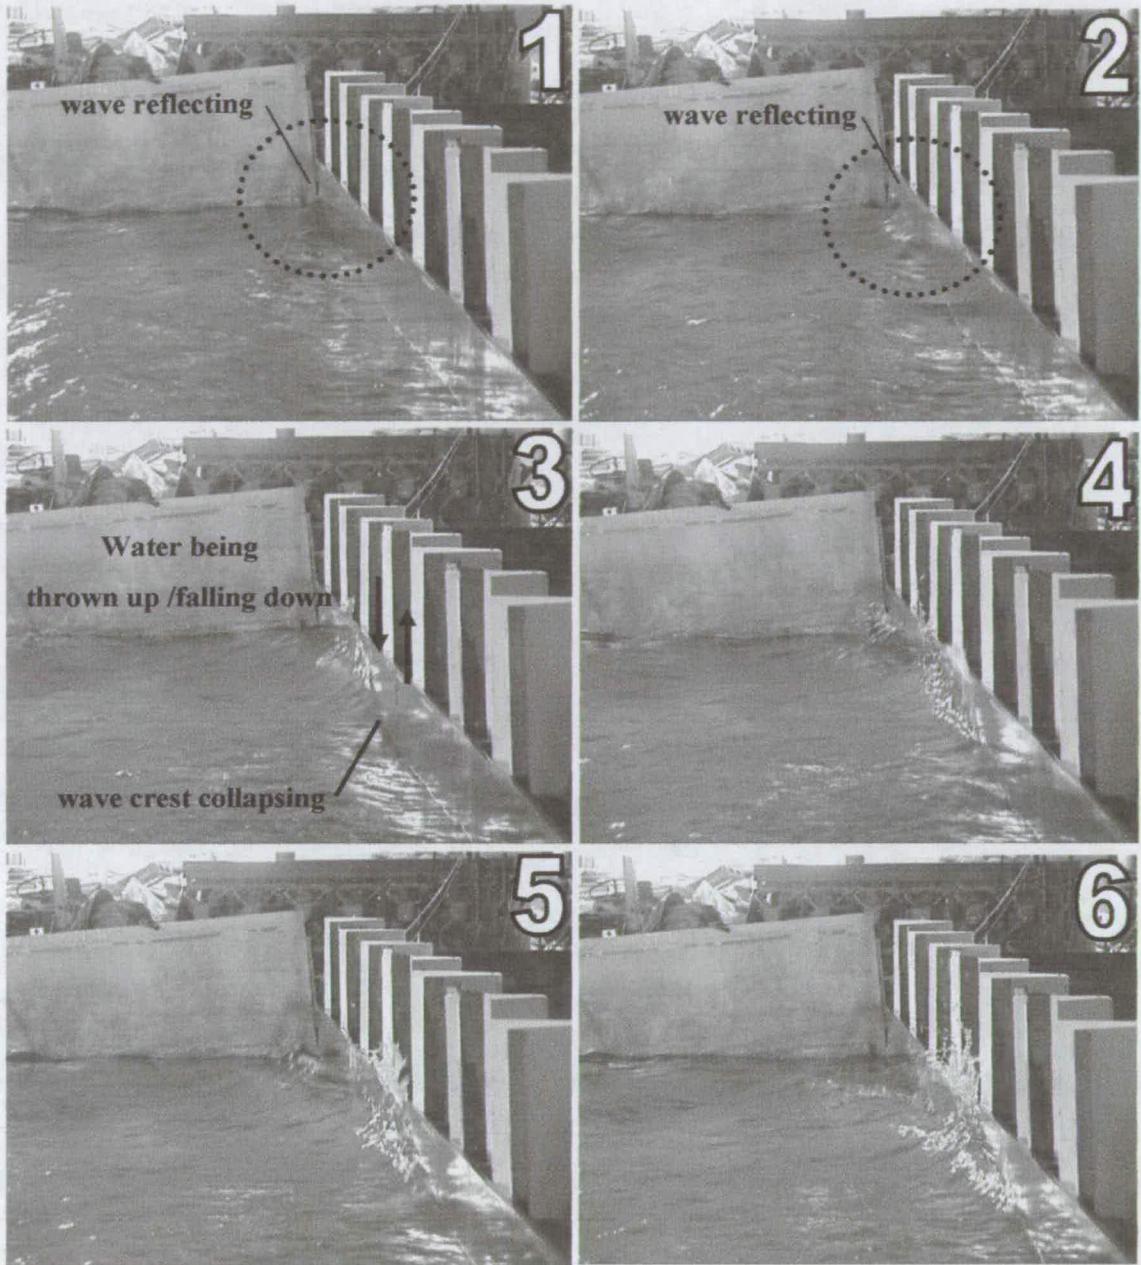 1
wave reflecting
2
wave reflecting
3
Water being
thrown up /falling down
wave crest collapsing
4
5
6